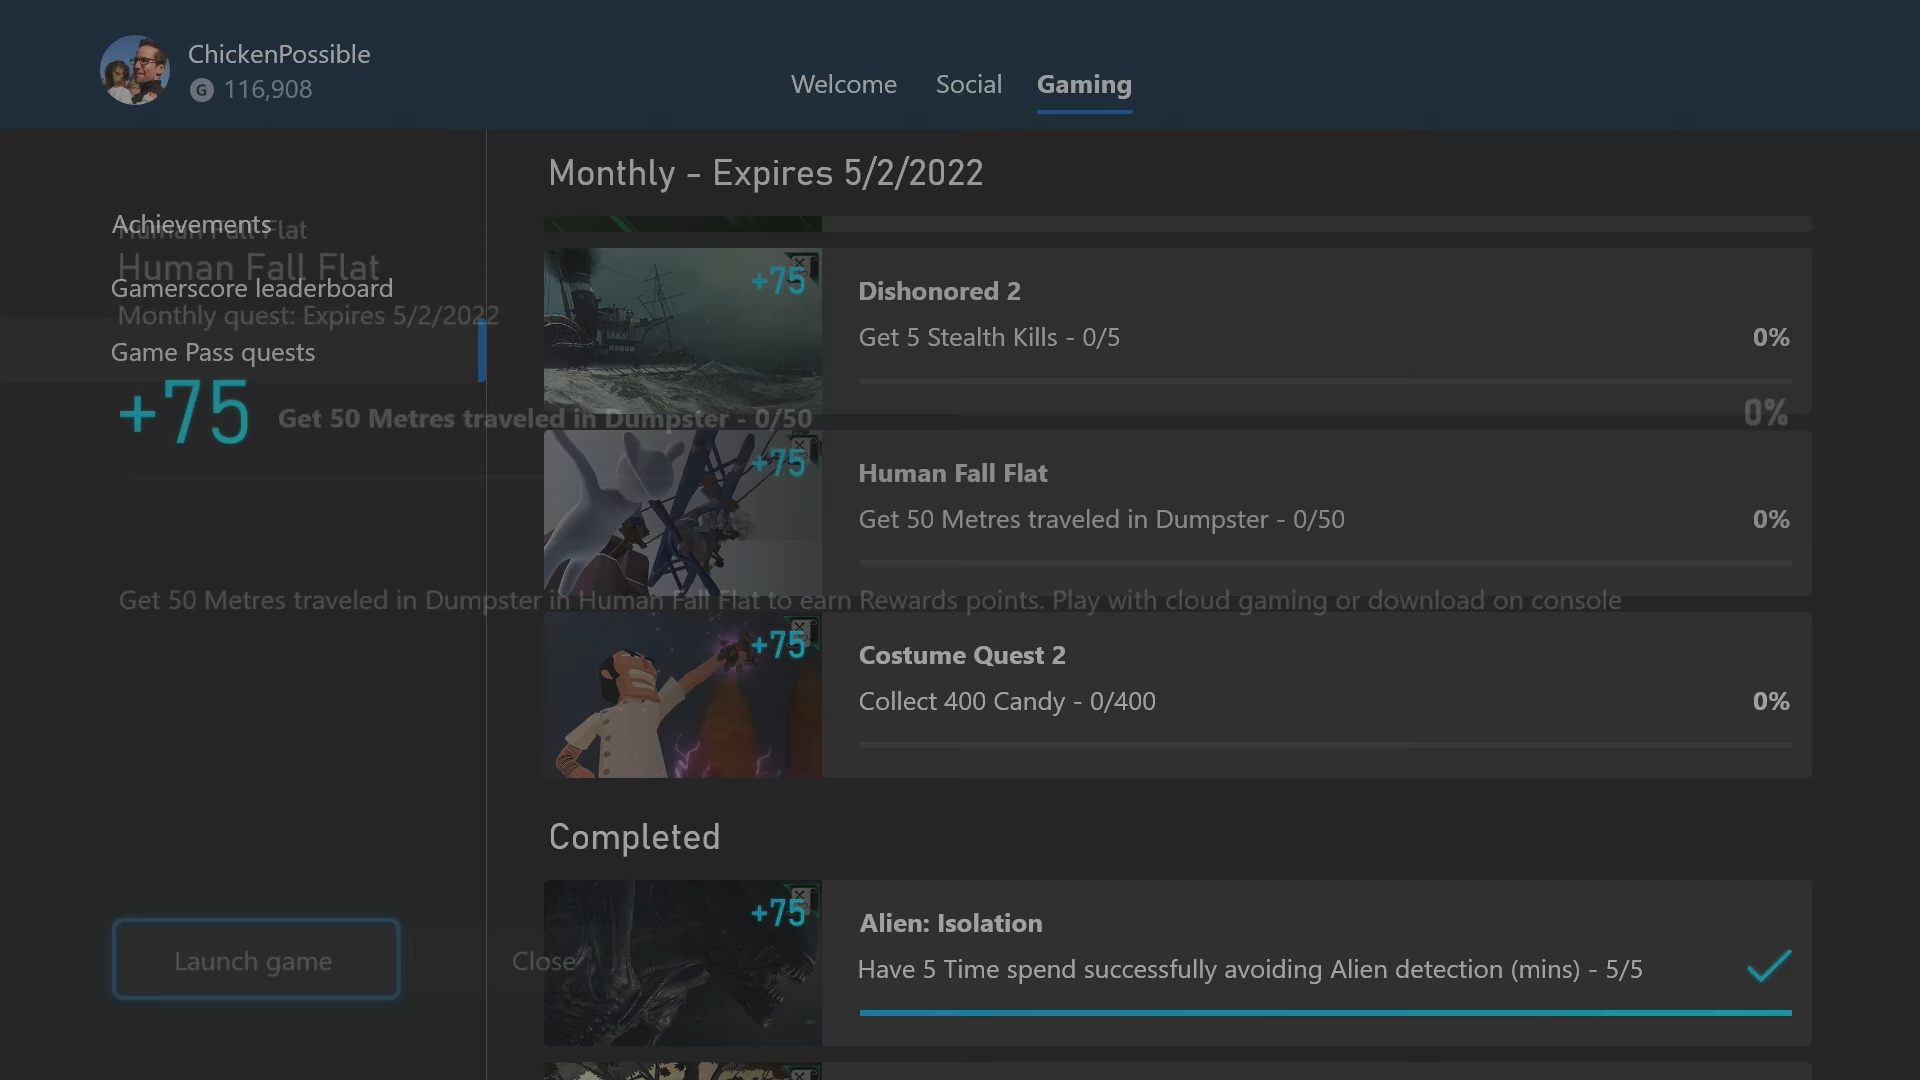 ChickenPossible
G 116,908
Welcome
Social
Gaming
Monthly - Expires 5/2/2022
Achievements
Human Fall Flat
Human Fall Flat
Gamerscore leaderboard
Monthly quest: Expires 5/2/2022
Game Pass quests
+75
Get 50 Metres traveled in Dumpster - 0/50
0%
Get 50 Metres traveled in Dumpster in Human Fall Flat to earn Rewards points. Play with cloud gaming or download on console
Launch game
Close
+75
Dishonored 2
Get 5 Stealth Kills - 0/5
0%
+75
Human Fall Flat
Get 50 Metres traveled in Dumpster - 0/50
0%
+75
Costume Quest 2
Collect 400 Candy - 0/400
0%
Completed
+75
Alien: Isolation
Have 5 Time spend successfully avoiding Alien detection (mins) - 5/5